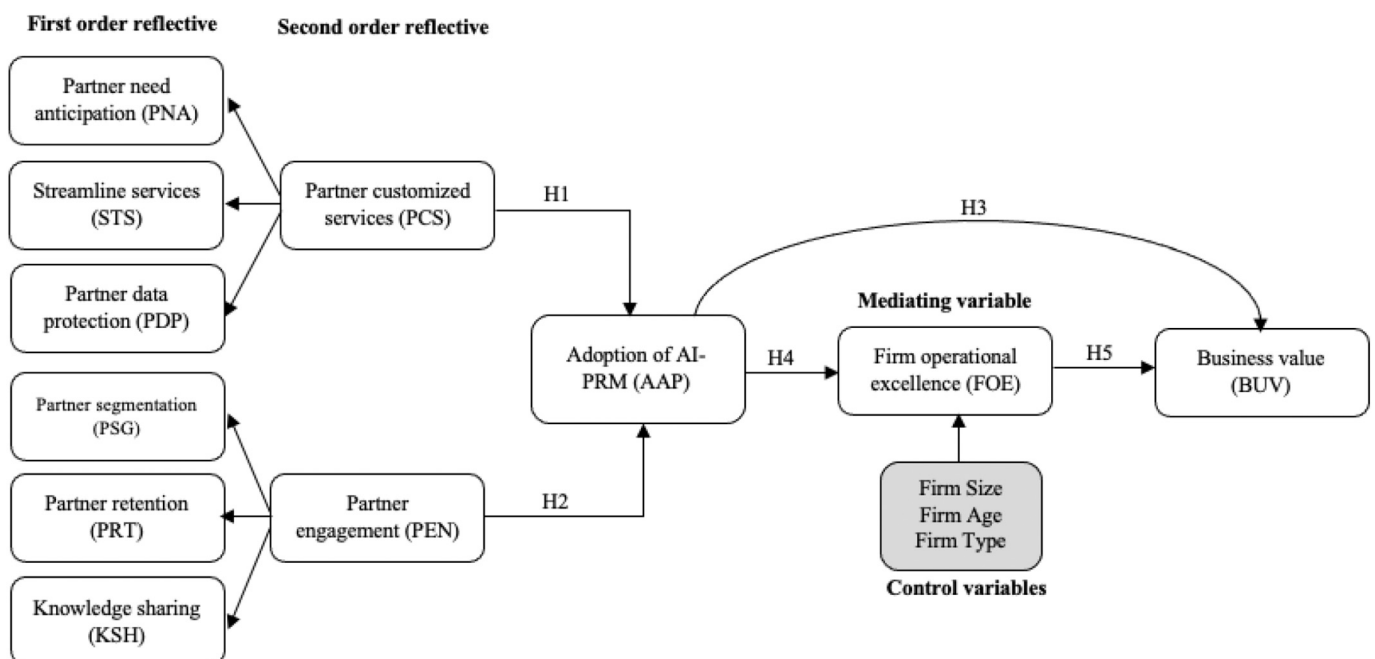 First order reflective
Second order reflective
Partner need
anticipation (PNA)
Streamline services
(STS)
Partner data
protection (PDP)
Partner customized
services (PCS)
H1
Partner segmentation
(PSG)
Partner retention
(PRT)
Knowledge sharing
(KSH)
Partner
engagement (PEN)
H2
Adoption of AI-
PRM (AAP)
H3
H4
Mediating variable
Firm operational
excellence (FOE)
H5
Business value
(BUV)
Firm Size
Firm Age
Firm Type
Control variables